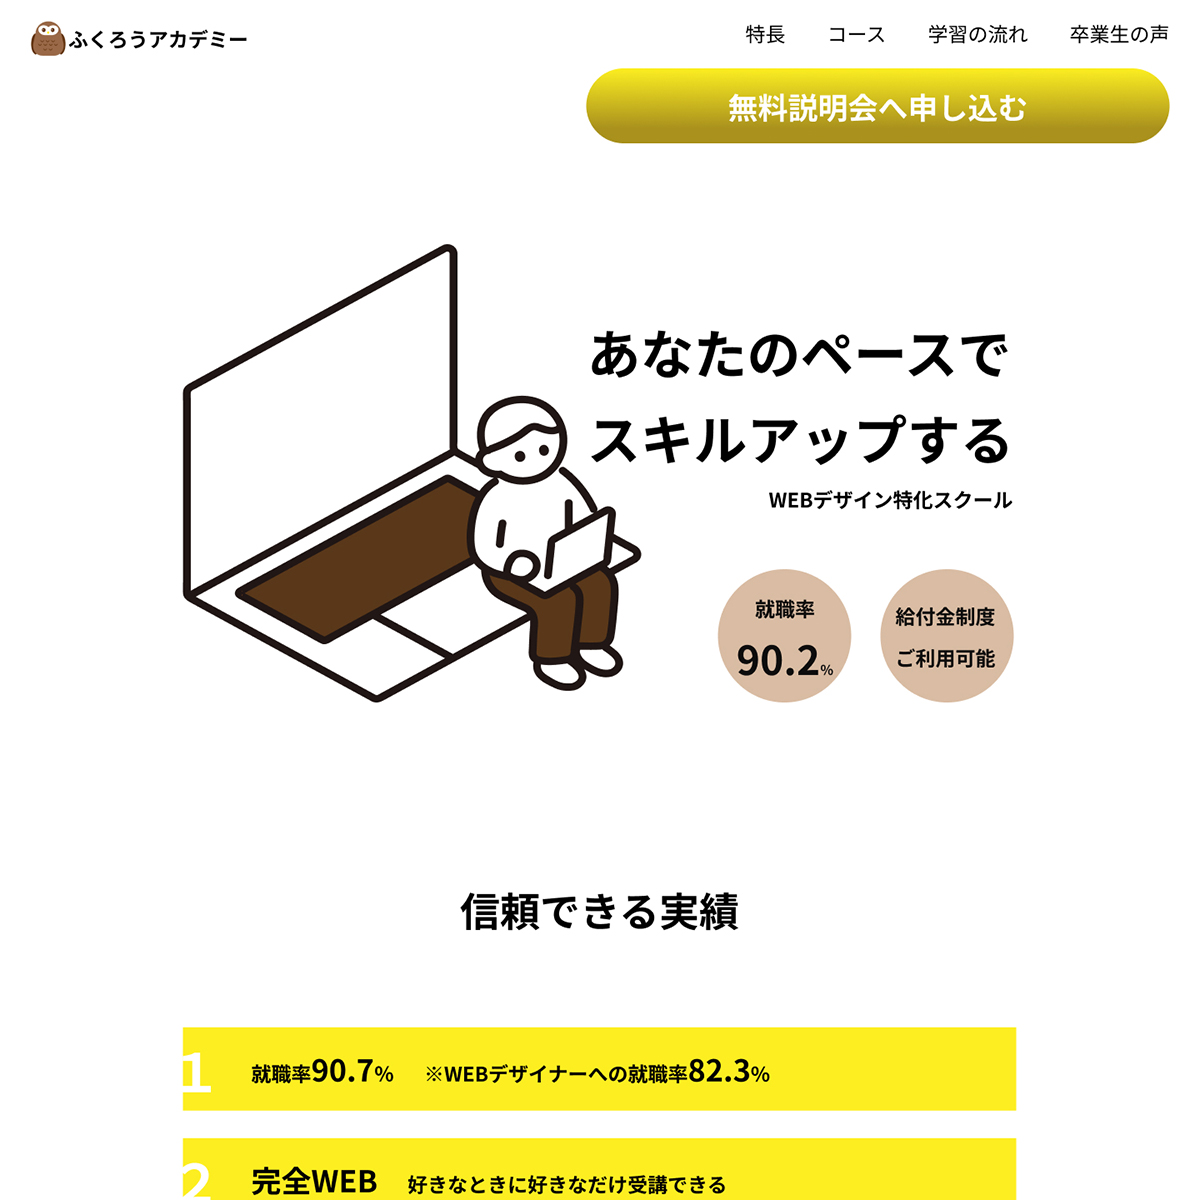 ふくろうアカデミー
特長 コース 学習の流れ 卒業生の声
無料説明会へ申し込む
あなたのペースで
スキルアップする
WEBデザイン特化スクール
就職率
90.2%
給付金制度
ご利用可能
信頼できる実績
1 就職率90.7% ※WEBデザイナーへの就職率82.3%
2 完全WEB 好きなときに好きなだけ受講できる